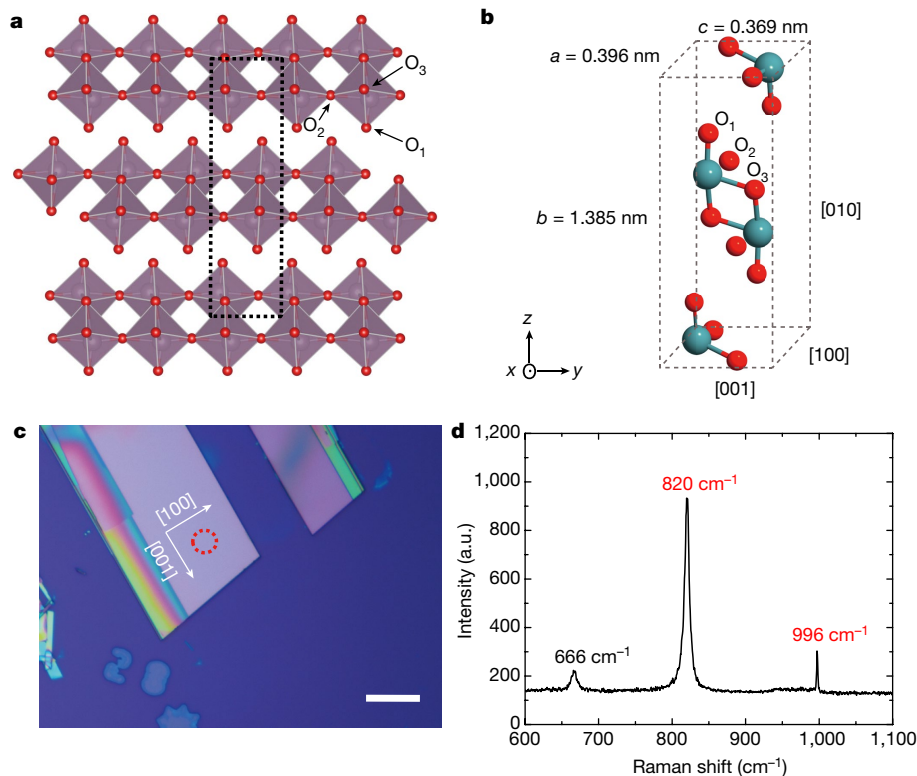 a
O3
O2
O1
b
c = 0.369 nm
a = 0.396 nm
O1
O2
O3
b = 1.385 nm
[010]
z
x
y
[100]
[001]
c
[100]
[001]
d
1,200
1,000
800
600
400
200
0
Intensity (a.u.)
820 cm⁻¹
996 cm⁻¹
666 cm⁻¹
600
700
800
900
1,000
1,100
Raman shift (cm⁻¹)